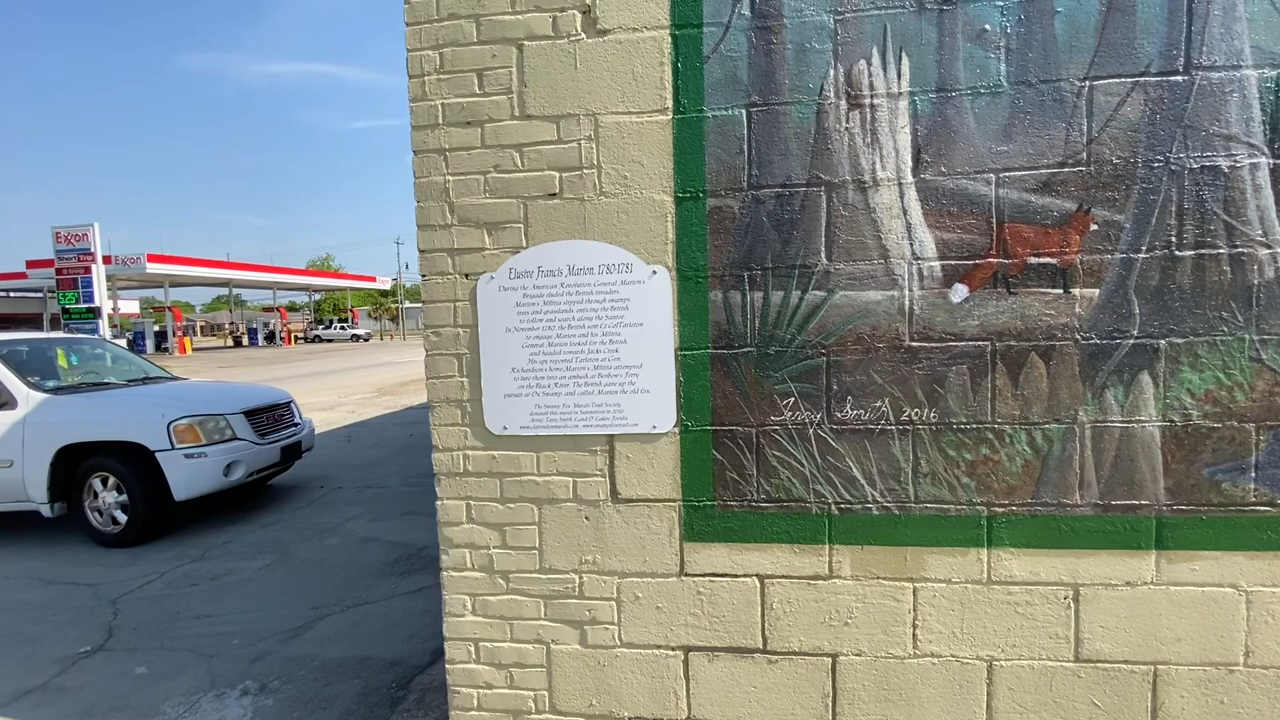 Exxon
Short Trip
5.25
Exxon
GMC
Elusive Francis Marion, 1780-1781
During the American Revolution, General Marion's
Brigade eluded the British invaders.
Marion's Militia slipped through swamps,
trees and grasslands, enticing the British
to follow and search along the Santee.
In November 1780, the British sent Lt Col Tarleton
to engage Marion and his Militia.
General Marion looked for the British
and headed towards Jacks Creek.
His spy reported Tarleton at Gen.
Richardson's home, Marion's Militia attempted
to lure them into an ambush at Benbow's Ferry
on the Black River. The British gave up the
pursuit at Ox Swamp, and called Marion the old fox.
The Swamp Fox Murals Trail Society
donated this mural to Summerton in 2016
Artist: Terry Smith, Land O' Lakes, Florida
www.clarendonmurals.com www.swampfoxtrail.com
Terry Smith 2016